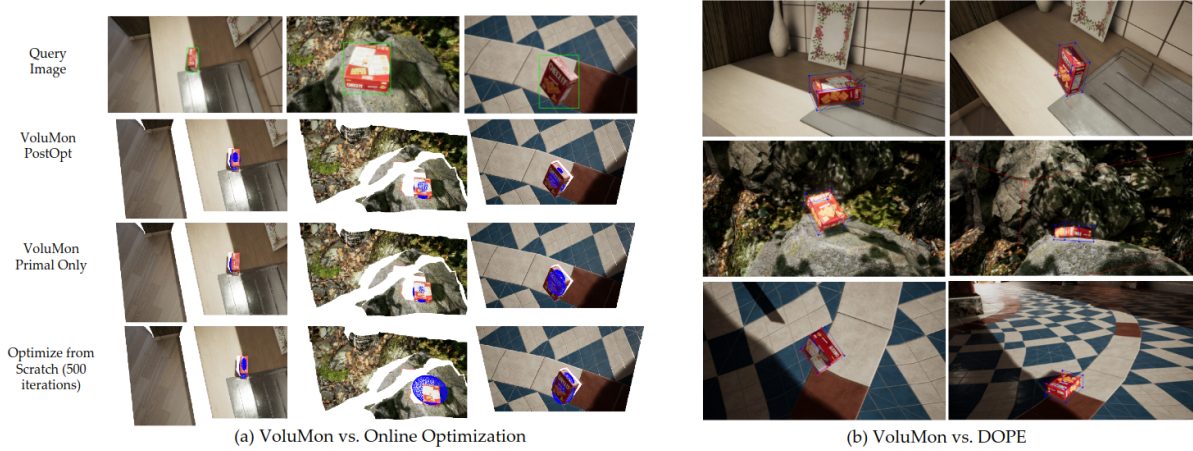 Query
Image
VoluMon
PostOpt
VoluMon
Primal Only
Optimize from
Scratch (500
iterations)
(a) VoluMon vs. Online Optimization
(b) VoluMon vs. DOPE